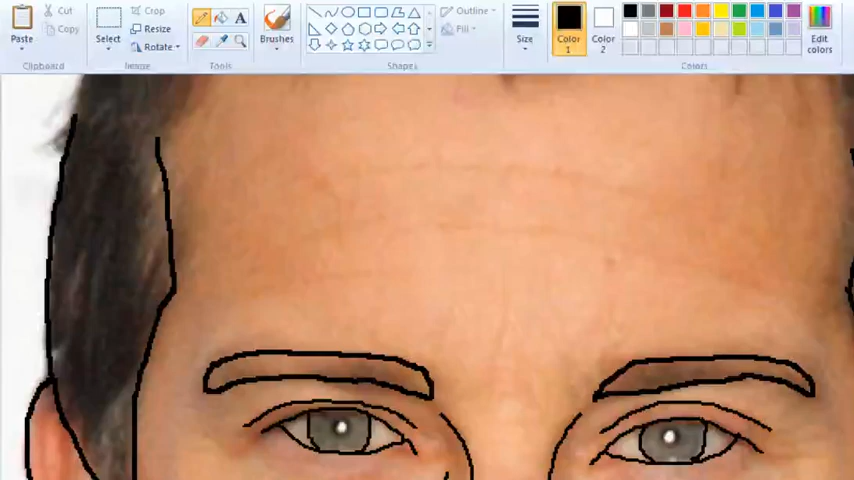 Cut
Copy
Paste
Clipboard
Crop
Resize
Rotate
Select
Image
A
Tools
Brushes
Outline
Fill
Shapes
Size
Color
1
Color
2
Edit
colors
Colors